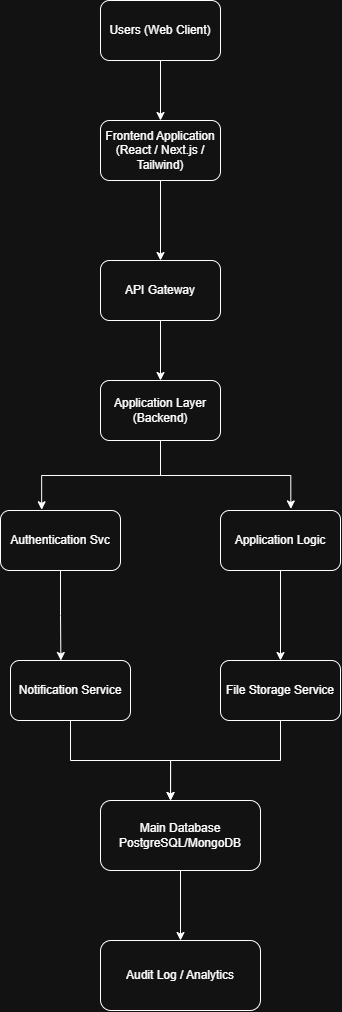 Users (Web Client)
Frontend Application
(React / Next.js /
Tailwind)
API Gateway
Application Layer
(Backend)
Authentication Svc
Application Logic
Notification Service
File Storage Service
Main Database
PostgreSQL/MongoDB
Audit Log / Analytics